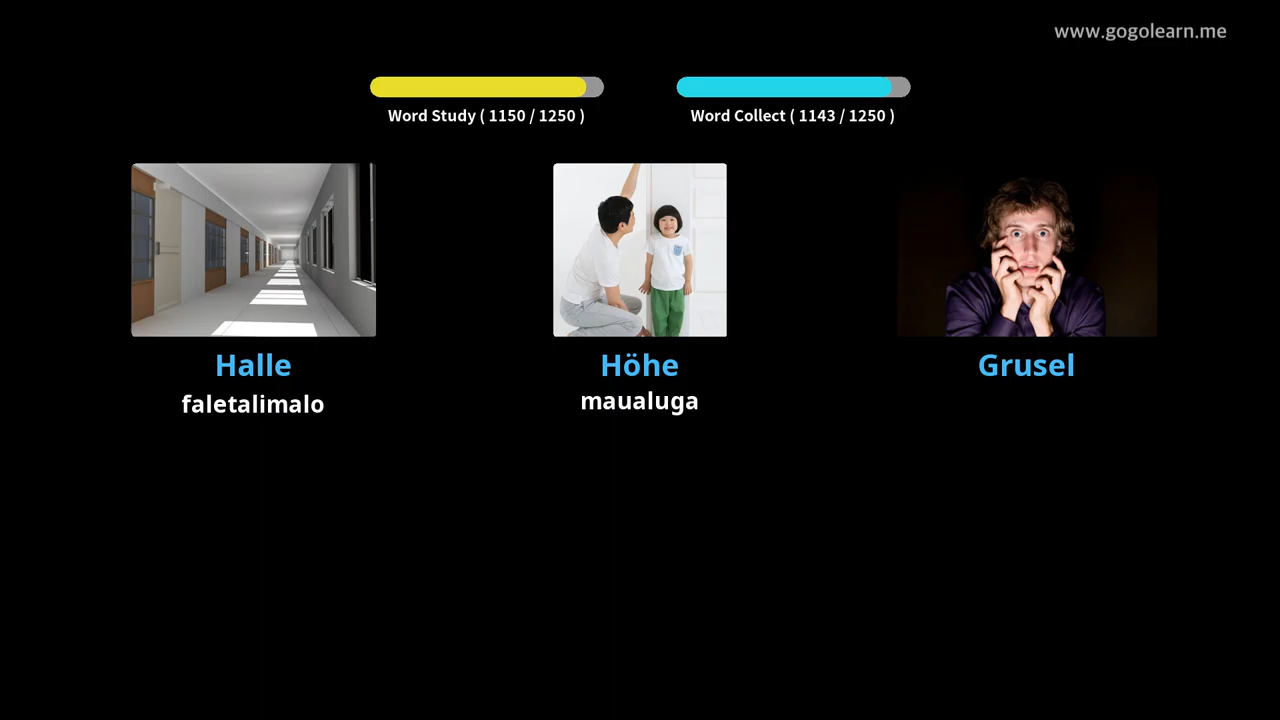 www.gogolearn.me
Word Study ( 1150 / 1250 )
Word Collect ( 1143 / 1250 )
Halle
faletalimalo
Höhe
maualuga
Grusel